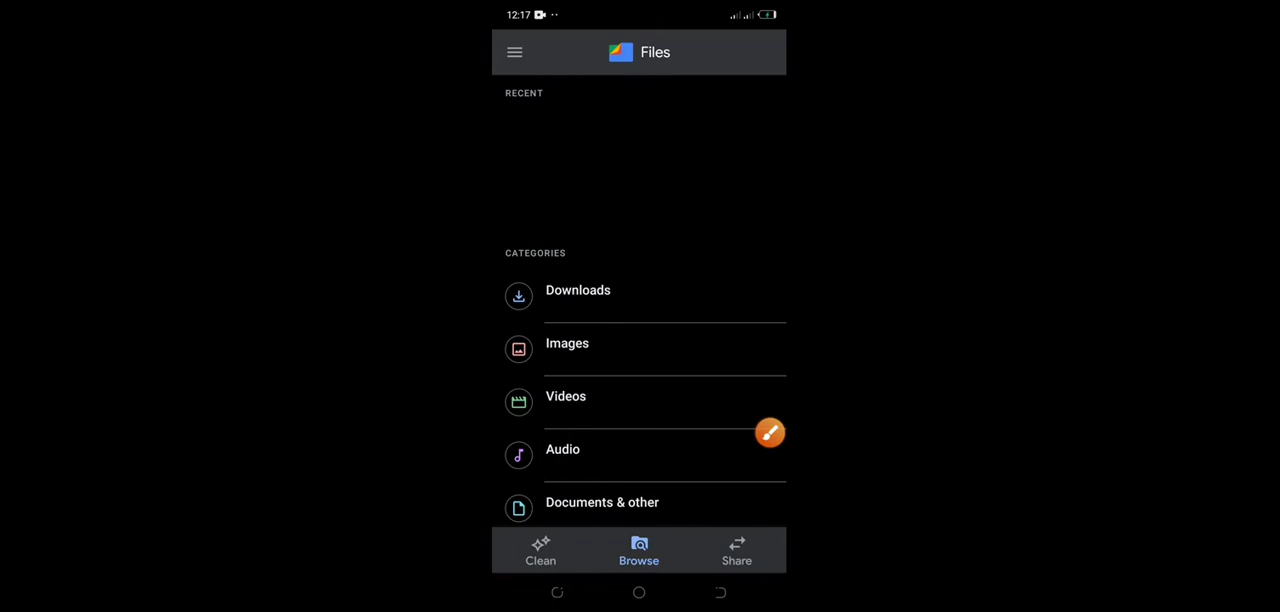 12:17
Files
RECENT
CATEGORIES
Downloads
Images
Videos
Audio
Documents & other
Clean
Browse
Share